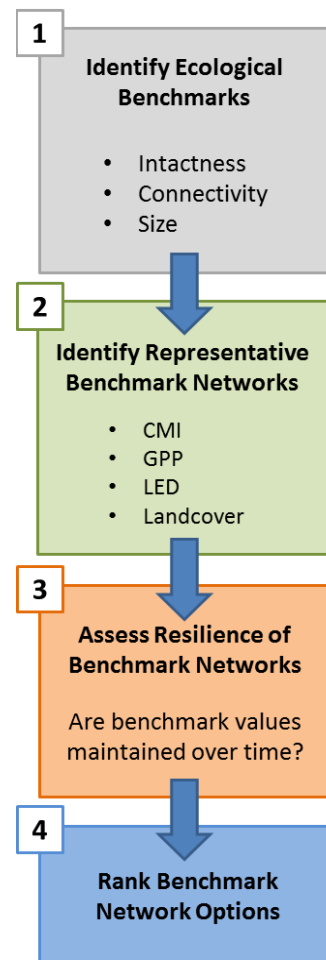 1
Identify Ecological
Benchmarks
• Intactness
• Connectivity
• Size
2
Identify Representative
Benchmark Networks
• CMI
• GPP
• LED
• Landcover
3
Assess Resilience of
Benchmark Networks
Are benchmark values
maintained over time?
4
Rank Benchmark
Network Options